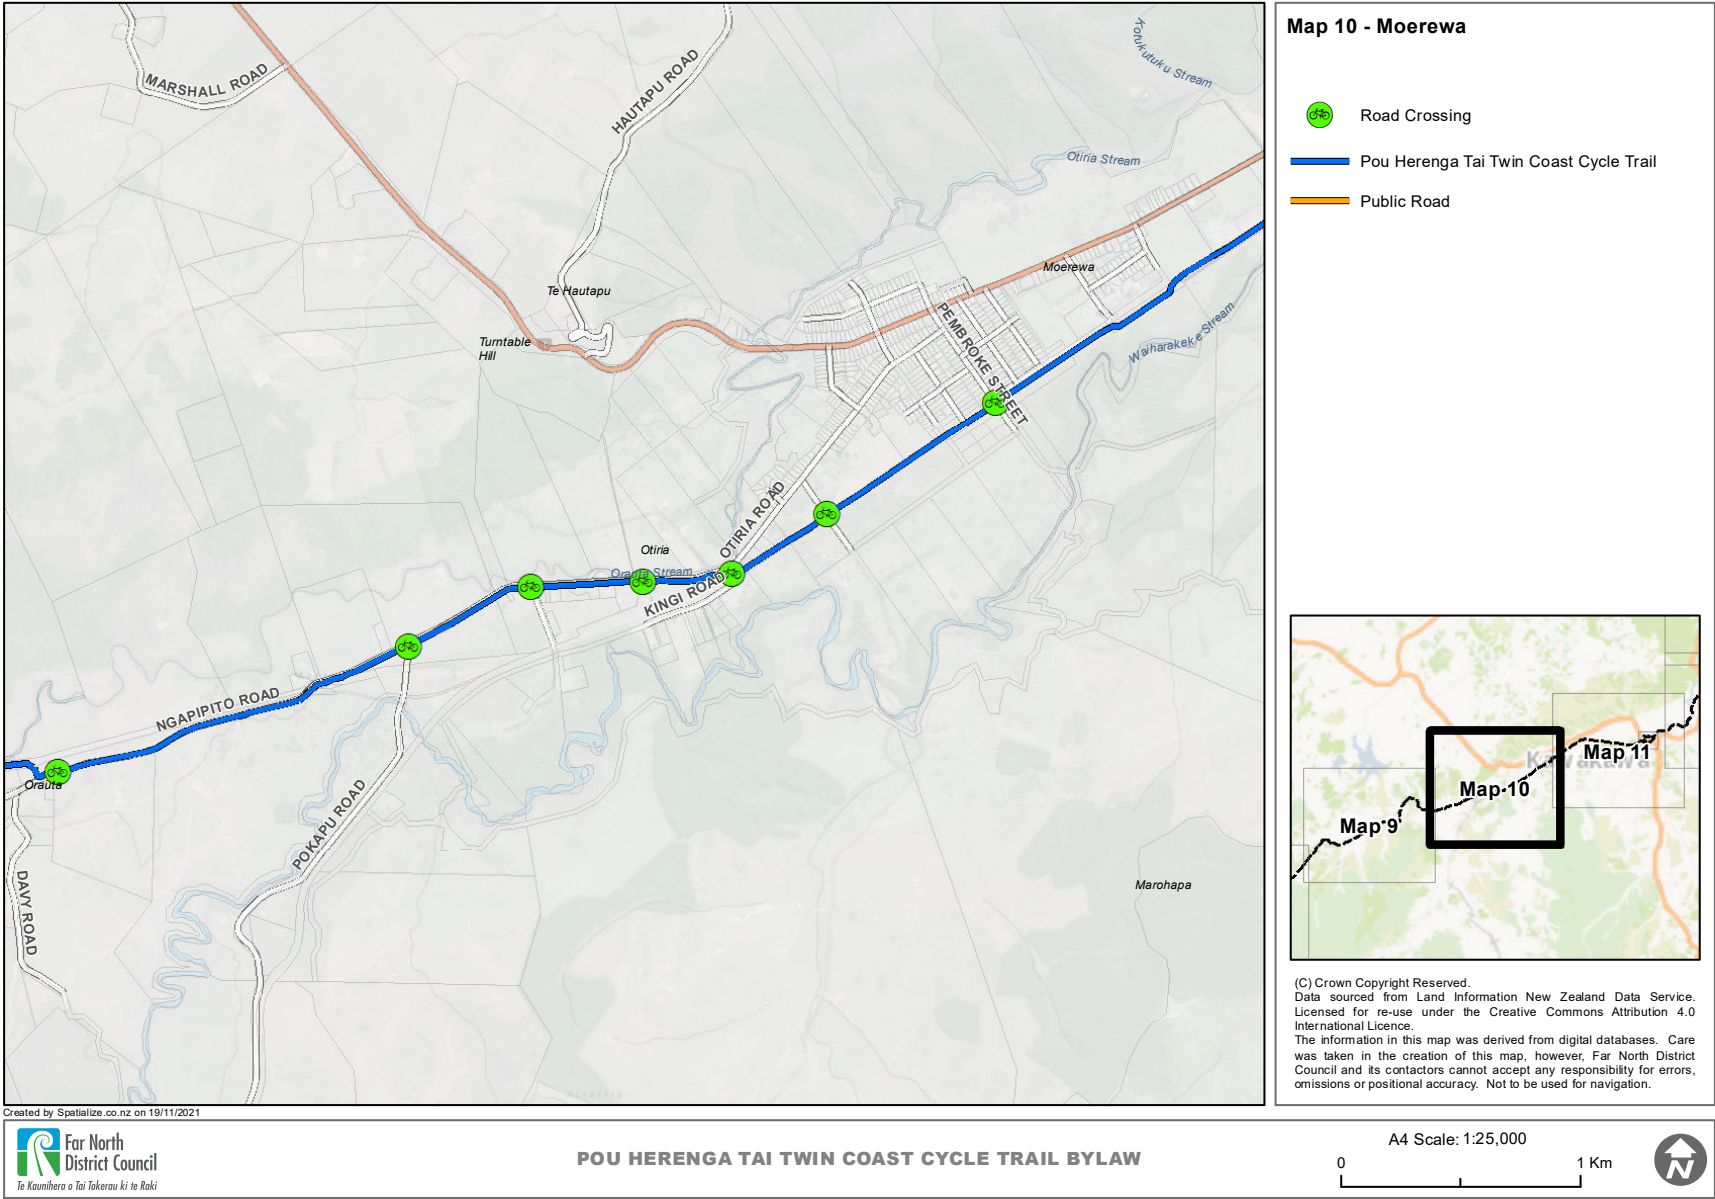 Map 10 - Moerewa
Road Crossing
Pou Herenga Tai Twin Coast Cycle Trail
Public Road
MARSHALL ROAD
HAUTAPU ROAD
Kotukutuku Stream
Otiria Stream
Moerewa
Te Hautapu
Turntable
Hill
PEMBROKE STREET
Waiharakeke Stream
OTIRIA ROAD
Otiria
Orauta Stream
KINGI ROAD
NGAPIPITO ROAD
Orauta
POKAPU ROAD
DAVY ROAD
Marohapa
Kawakawa
Map 11
Map 10
Map 9
(C) Crown Copyright Reserved.
Data sourced from Land Information New Zealand Data Service.
Licensed for re-use under the Creative Commons Attribution 4.0
International Licence.
The information in this map was derived from digital databases. Care
was taken in the creation of this map, however, Far North District
Council and its contactors cannot accept any responsibility for errors,
omissions or positional accuracy. Not to be used for navigation.
Created by Spatialize.co.nz on 19/11/2021
Far North
District Council
Te Kaunihera o Tai Tokerau ki te Raki
POU HERENGA TAI TWIN COAST CYCLE TRAIL BYLAW
A4 Scale: 1:25,000
0 1 Km
N